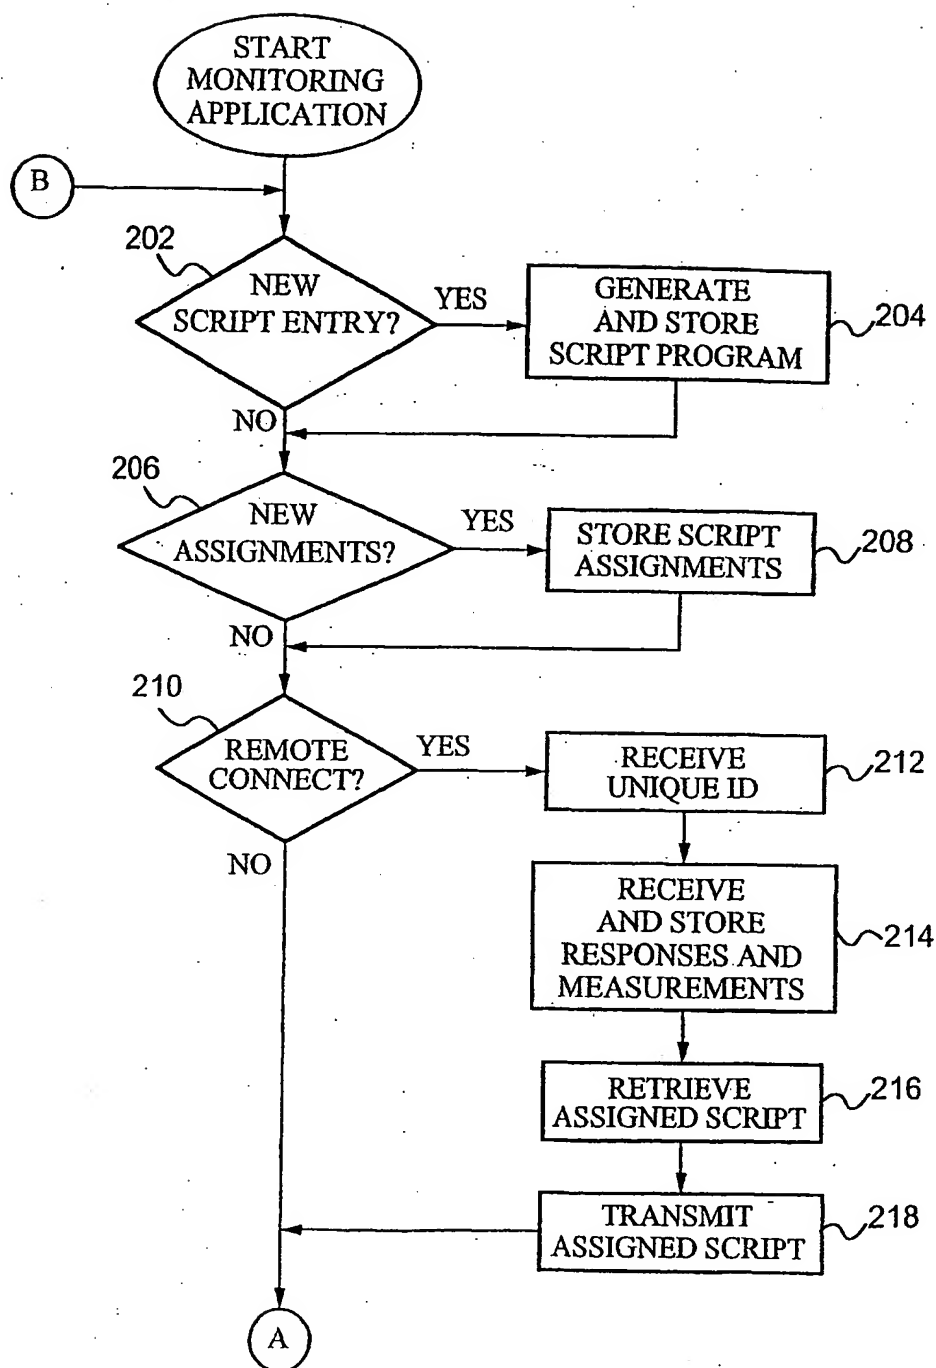 START
MONITORING
APPLICATION
B
202
NEW
SCRIPT ENTRY?
YES
GENERATE
AND STORE
SCRIPT PROGRAM
204
NO
206
NEW
ASSIGNMENTS?
YES
STORE SCRIPT
ASSIGNMENTS
208
NO
210
REMOTE
CONNECT?
YES
RECEIVE
UNIQUE ID
212
NO
RECEIVE
AND STORE
RESPONSES AND
MEASUREMENTS
214
RETRIEVE
ASSIGNED SCRIPT
216
TRANSMIT
ASSIGNED SCRIPT
218
A